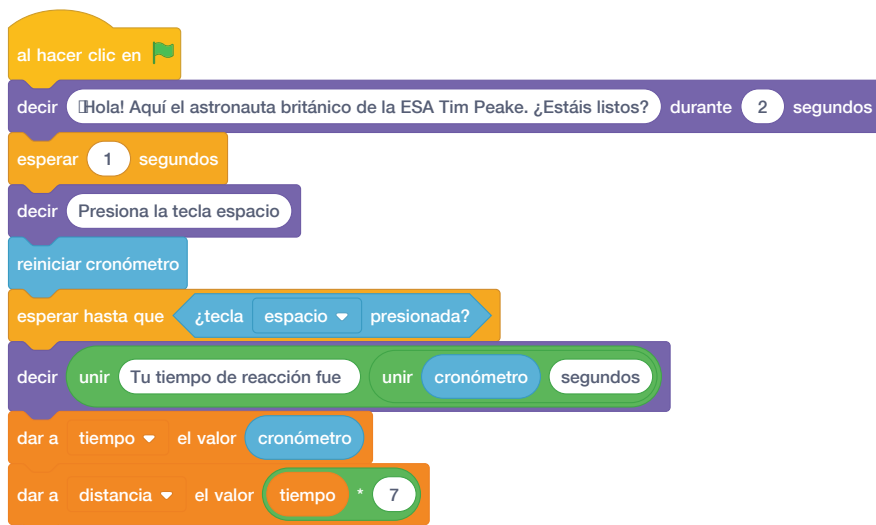 al hacer clic en
decir ▯Hola! Aquí el astronauta británico de la ESA Tim Peake. ¿Estáis listos? durante 2 segundos
esperar 1 segundos
decir Presiona la tecla espacio
reiniciar cronómetro
esperar hasta que ¿tecla espacio presionada?
decir unir Tu tiempo de reacción fue unir cronómetro segundos
dar a tiempo el valor cronómetro
dar a distancia el valor tiempo * 7